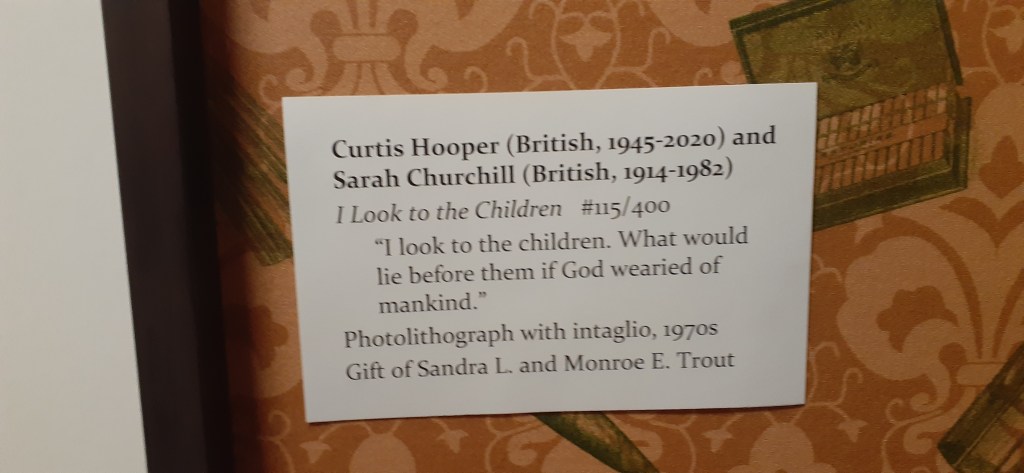 Curtis Hooper (British, 1945-2020) and
Sarah Churchill (British, 1914-1982)
I Look to the Children #115/400
“I look to the children. What would
lie before them if God wearied of
mankind.”
Photolithograph with intaglio, 1970s
Gift of Sandra L. and Monroe E. Trout